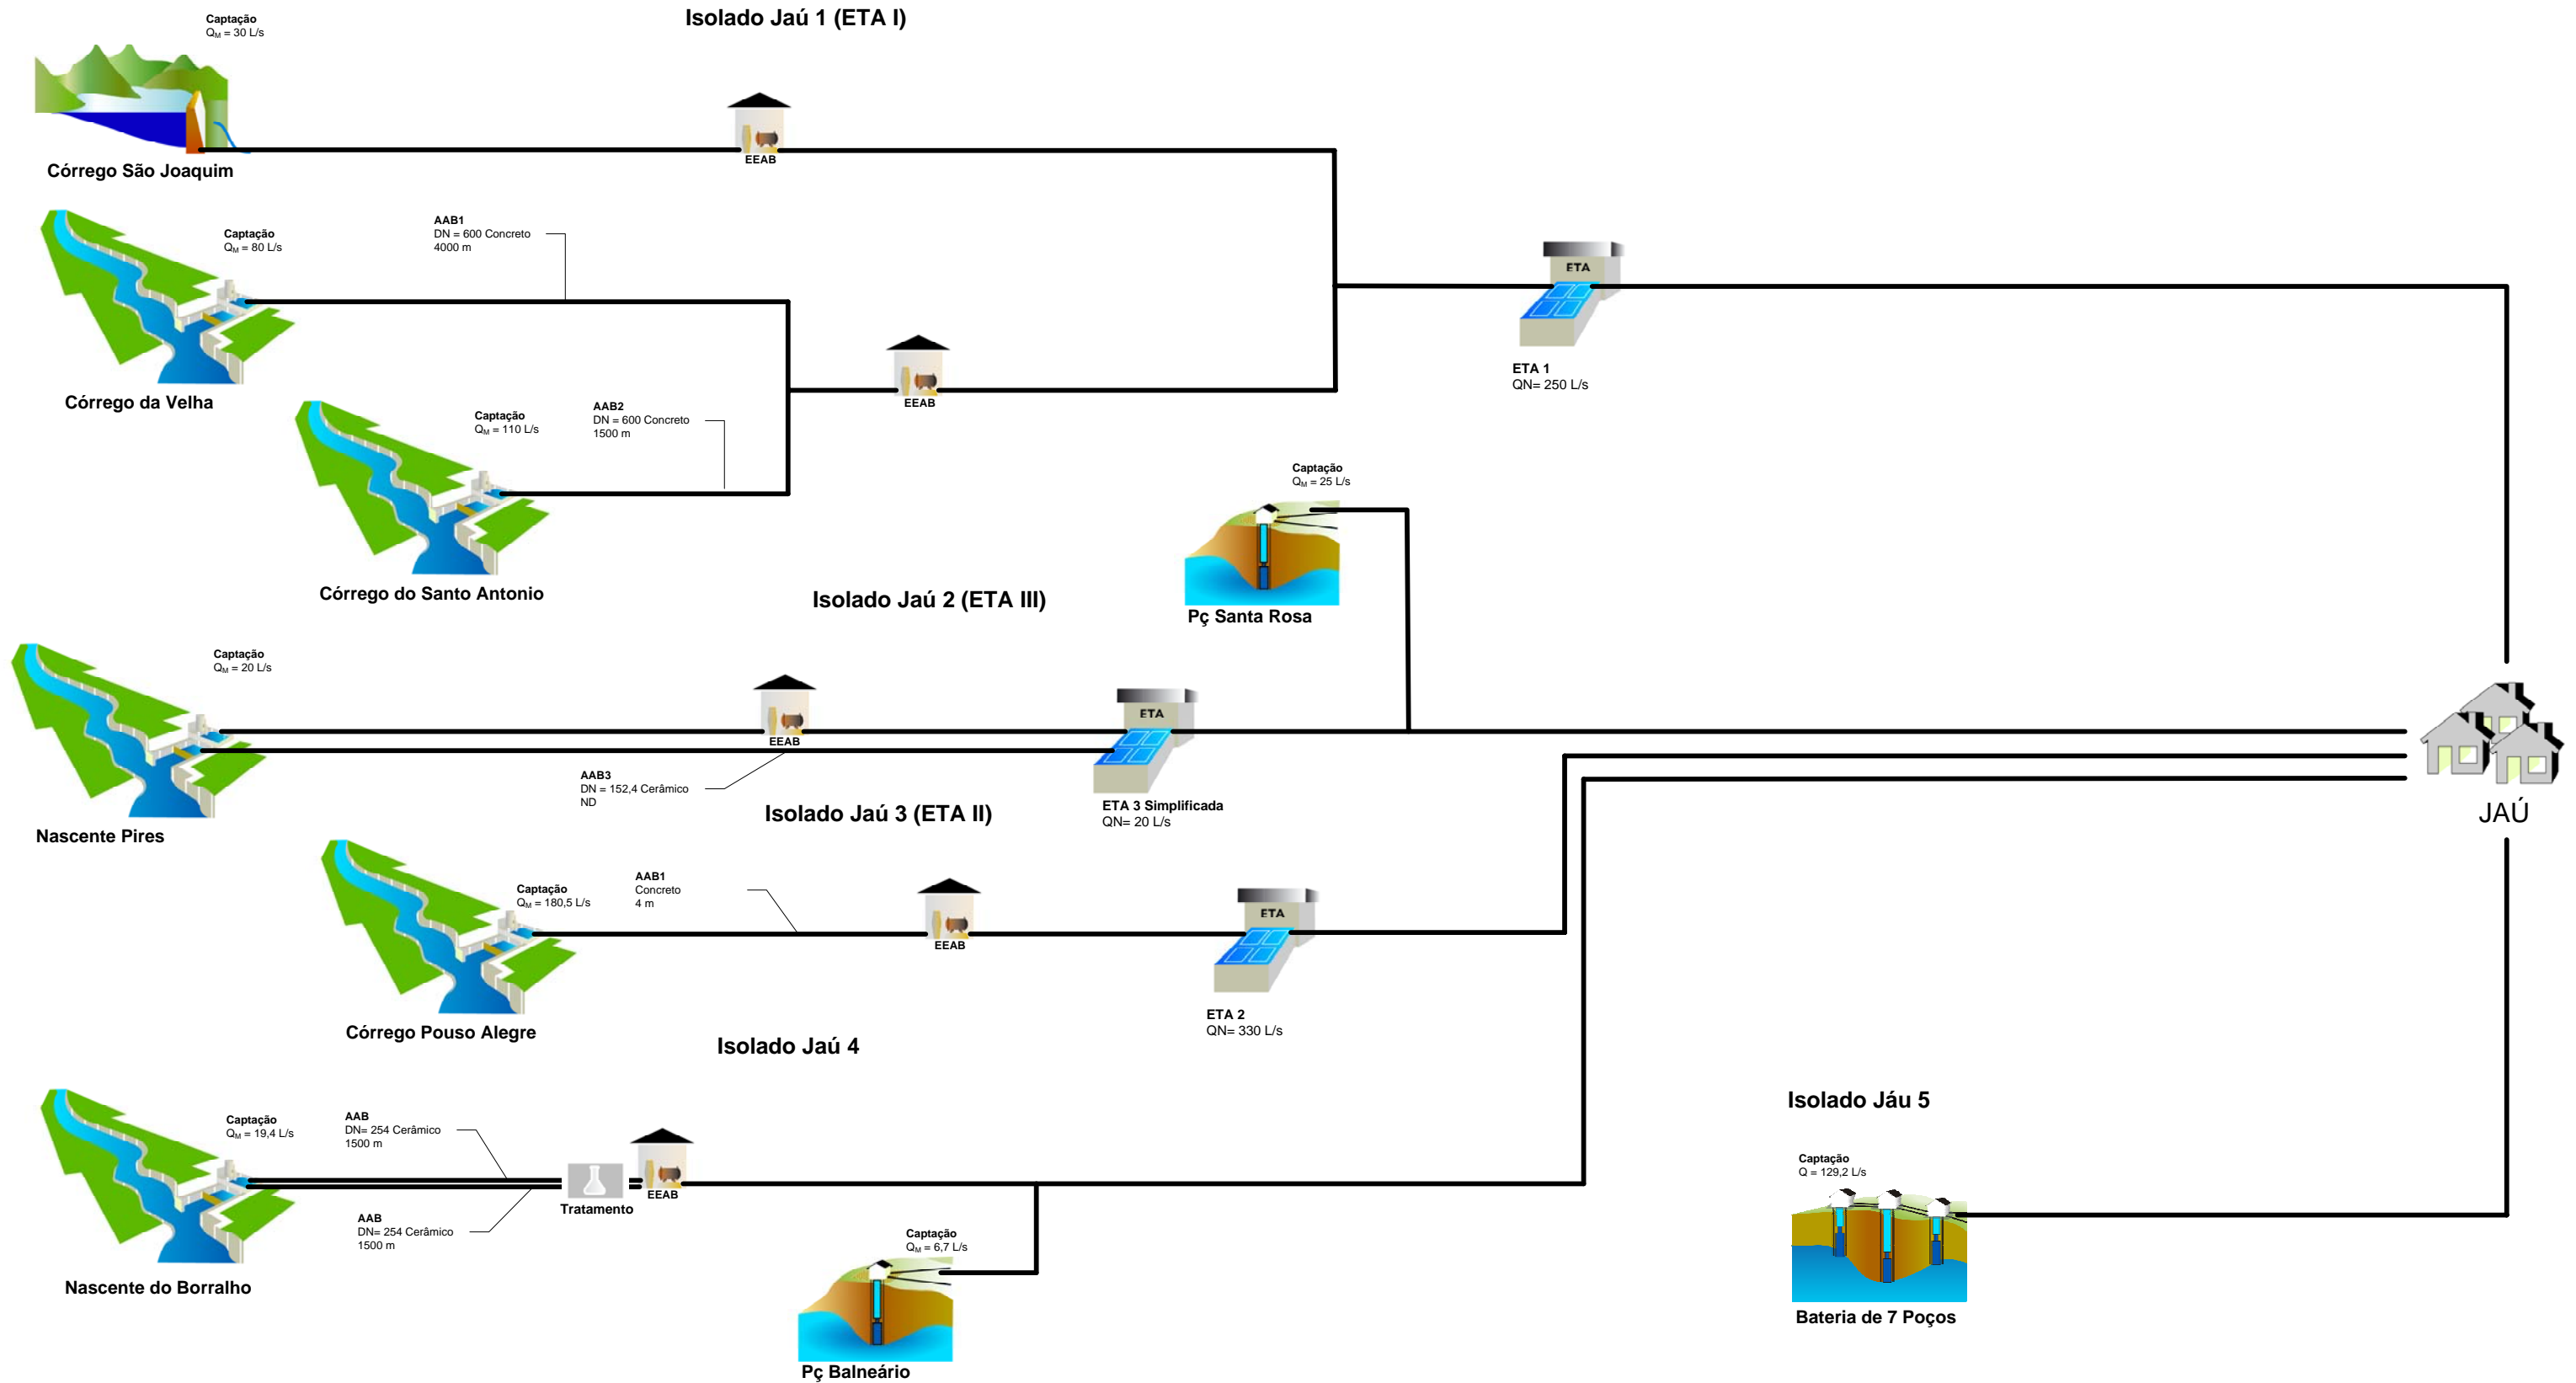 Isolado Jaú 1 (ETA I)
Captação
QM = 30 L/s
EEAB
Córrego São Joaquim
Captação
QM = 80 L/s
AAB1
DN = 600 Concreto
4000 m
ETA
ETA 1
QN= 250 L/s
EEAB
Córrego da Velha
Captação
QM = 110 L/s
AAB2
DN = 600 Concreto
1500 m
Córrego do Santo Antonio
Captação
QM = 25 L/s
Pç Santa Rosa
Isolado Jaú 2 (ETA III)
Captação
QM = 20 L/s
EEAB
ETA
AAB3
DN = 152,4 Cerâmico
ND
ETA 3 Simplificada
QN= 20 L/s
Nascente Pires
JAÚ
Isolado Jaú 3 (ETA II)
Captação
QM = 180,5 L/s
AAB1
Concreto
4 m
EEAB
ETA
ETA 2
QN= 330 L/s
Córrego Pouso Alegre
Isolado Jaú 4
Captação
QM = 19,4 L/s
AAB
DN= 254 Cerâmico
1500 m
Tratamento
EEAB
AAB
DN= 254 Cerâmico
1500 m
Nascente do Borralho
Captação
QM = 6,7 L/s
Pç Balneário
Isolado Jáu 5
Captação
Q = 129,2 L/s
Bateria de 7 Poços